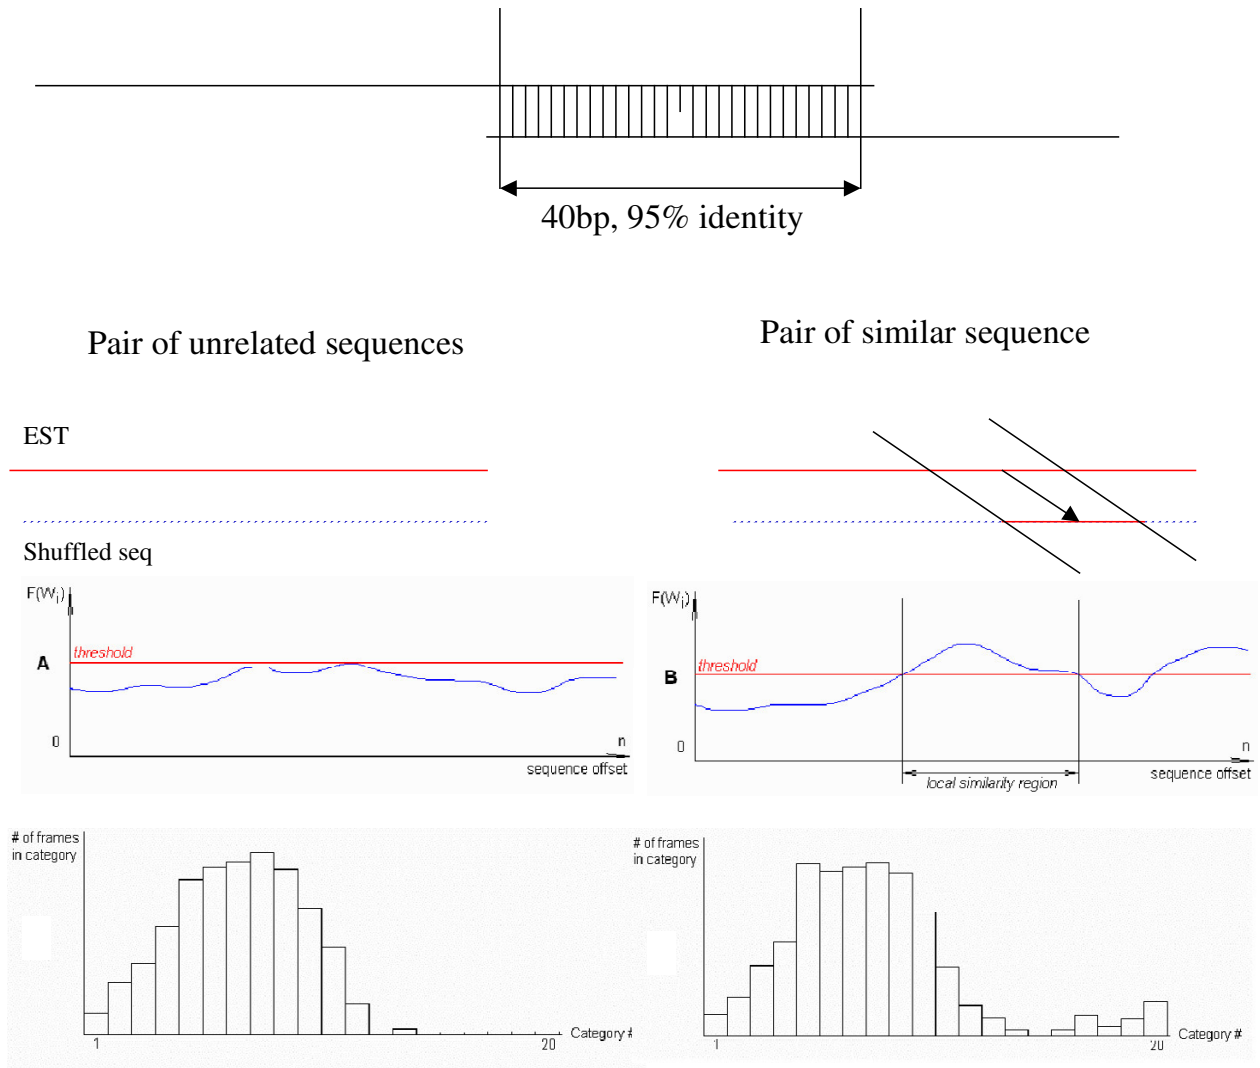 40bp, 95% identity
Pair of unrelated sequences
Pair of similar sequence
EST
Shuffled seq
F(Wi)
A
threshold
0
n
sequence offset
F(Wi)
B
threshold
0
n
sequence offset
local similarity region
# of frames
in category
1
20
Category #
# of frames
in category
1
20
Category #